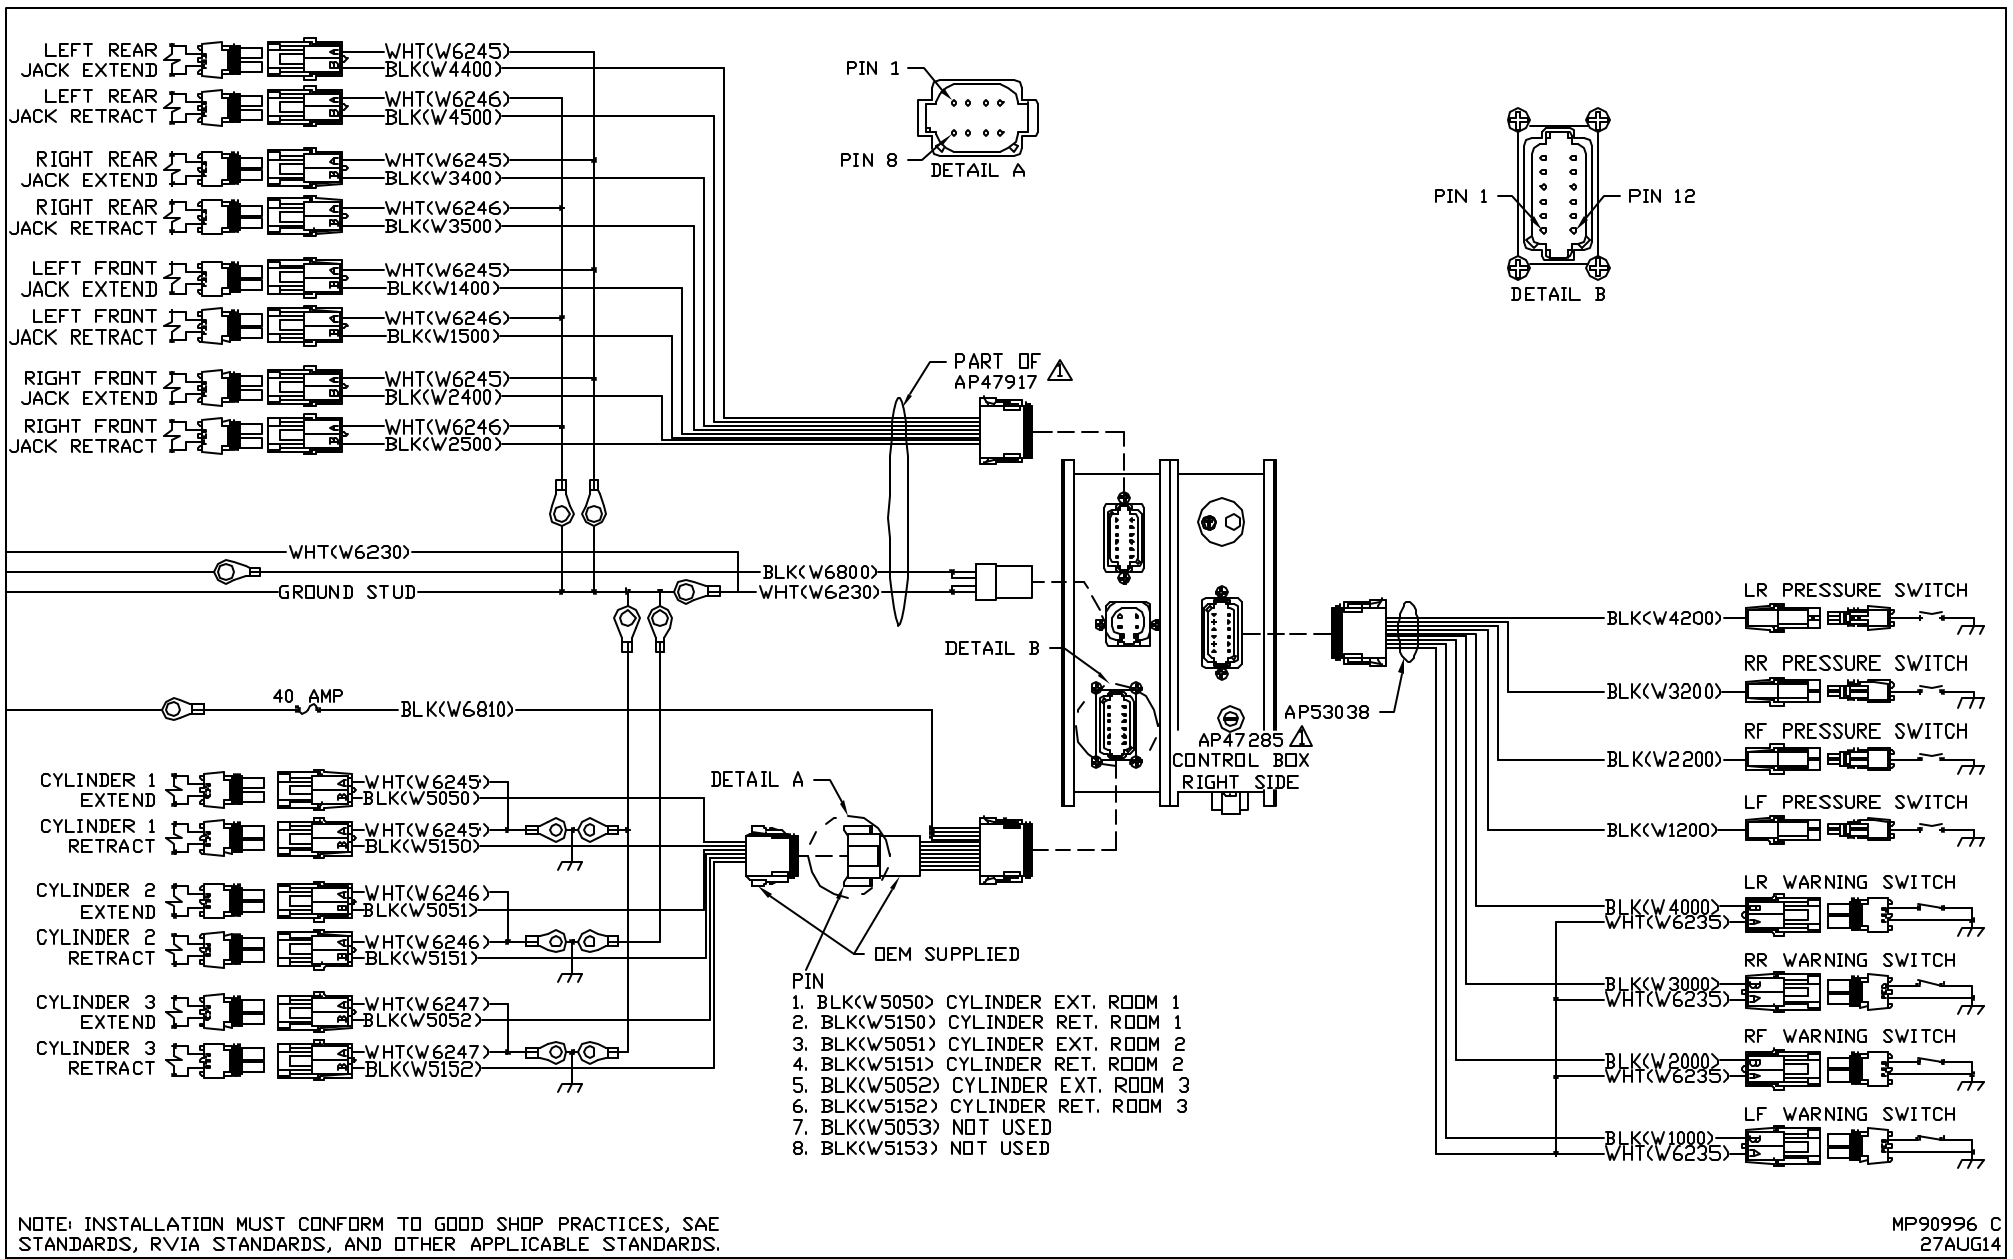 LEFT REAR
JACK EXTEND
WHT(W6245)
BLK(W4400)
LEFT REAR
JACK RETRACT
WHT(W6246)
BLK(W4500)
RIGHT REAR
JACK EXTEND
WHT(W6245)
BLK(W3400)
RIGHT REAR
JACK RETRACT
WHT(W6246)
BLK(W3500)
LEFT FRONT
JACK EXTEND
WHT(W6245)
BLK(W1400)
LEFT FRONT
JACK RETRACT
WHT(W6246)
BLK(W1500)
RIGHT FRONT
JACK EXTEND
WHT(W6245)
BLK(W2400)
RIGHT FRONT
JACK RETRACT
WHT(W6246)
BLK(W2500)
PIN 1
PIN 8
DETAIL A
PIN 1
PIN 12
DETAIL B
PART OF
AP47917
1
WHT(W6230)
BLK(W6800)
GROUND STUD
WHT(W6230)
DETAIL B
40 AMP
BLK(W6810)
AP53038
AP47285
1
CONTROL BOX
RIGHT SIDE
CYLINDER 1
EXTEND
WHT(W6245)
BLK(W5050)
CYLINDER 1
RETRACT
WHT(W6245)
BLK(W5150)
CYLINDER 2
EXTEND
WHT(W6246)
BLK(W5051)
CYLINDER 2
RETRACT
WHT(W6246)
BLK(W5151)
CYLINDER 3
EXTEND
WHT(W6247)
BLK(W5052)
CYLINDER 3
RETRACT
WHT(W6247)
BLK(W5152)
DETAIL A
OEM SUPPLIED
PIN
1. BLK(W5050) CYLINDER EXT. ROOM 1
2. BLK(W5150) CYLINDER RET. ROOM 1
3. BLK(W5051) CYLINDER EXT. ROOM 2
4. BLK(W5151) CYLINDER RET. ROOM 2
5. BLK(W5052) CYLINDER EXT. ROOM 3
6. BLK(W5152) CYLINDER RET. ROOM 3
7. BLK(W5053) NOT USED
8. BLK(W5153) NOT USED
LR PRESSURE SWITCH
BLK(W4200)
RR PRESSURE SWITCH
BLK(W3200)
RF PRESSURE SWITCH
BLK(W2200)
LF PRESSURE SWITCH
BLK(W1200)
LR WARNING SWITCH
BLK(W4000)
WHT(W6235)
RR WARNING SWITCH
BLK(W3000)
WHT(W6235)
RF WARNING SWITCH
BLK(W2000)
WHT(W6235)
LF WARNING SWITCH
BLK(W1000)
WHT(W6235)
NOTE: INSTALLATION MUST CONFORM TO GOOD SHOP PRACTICES, SAE
STANDARDS, RVIA STANDARDS, AND OTHER APPLICABLE STANDARDS.
MP90996 C
27AUG14